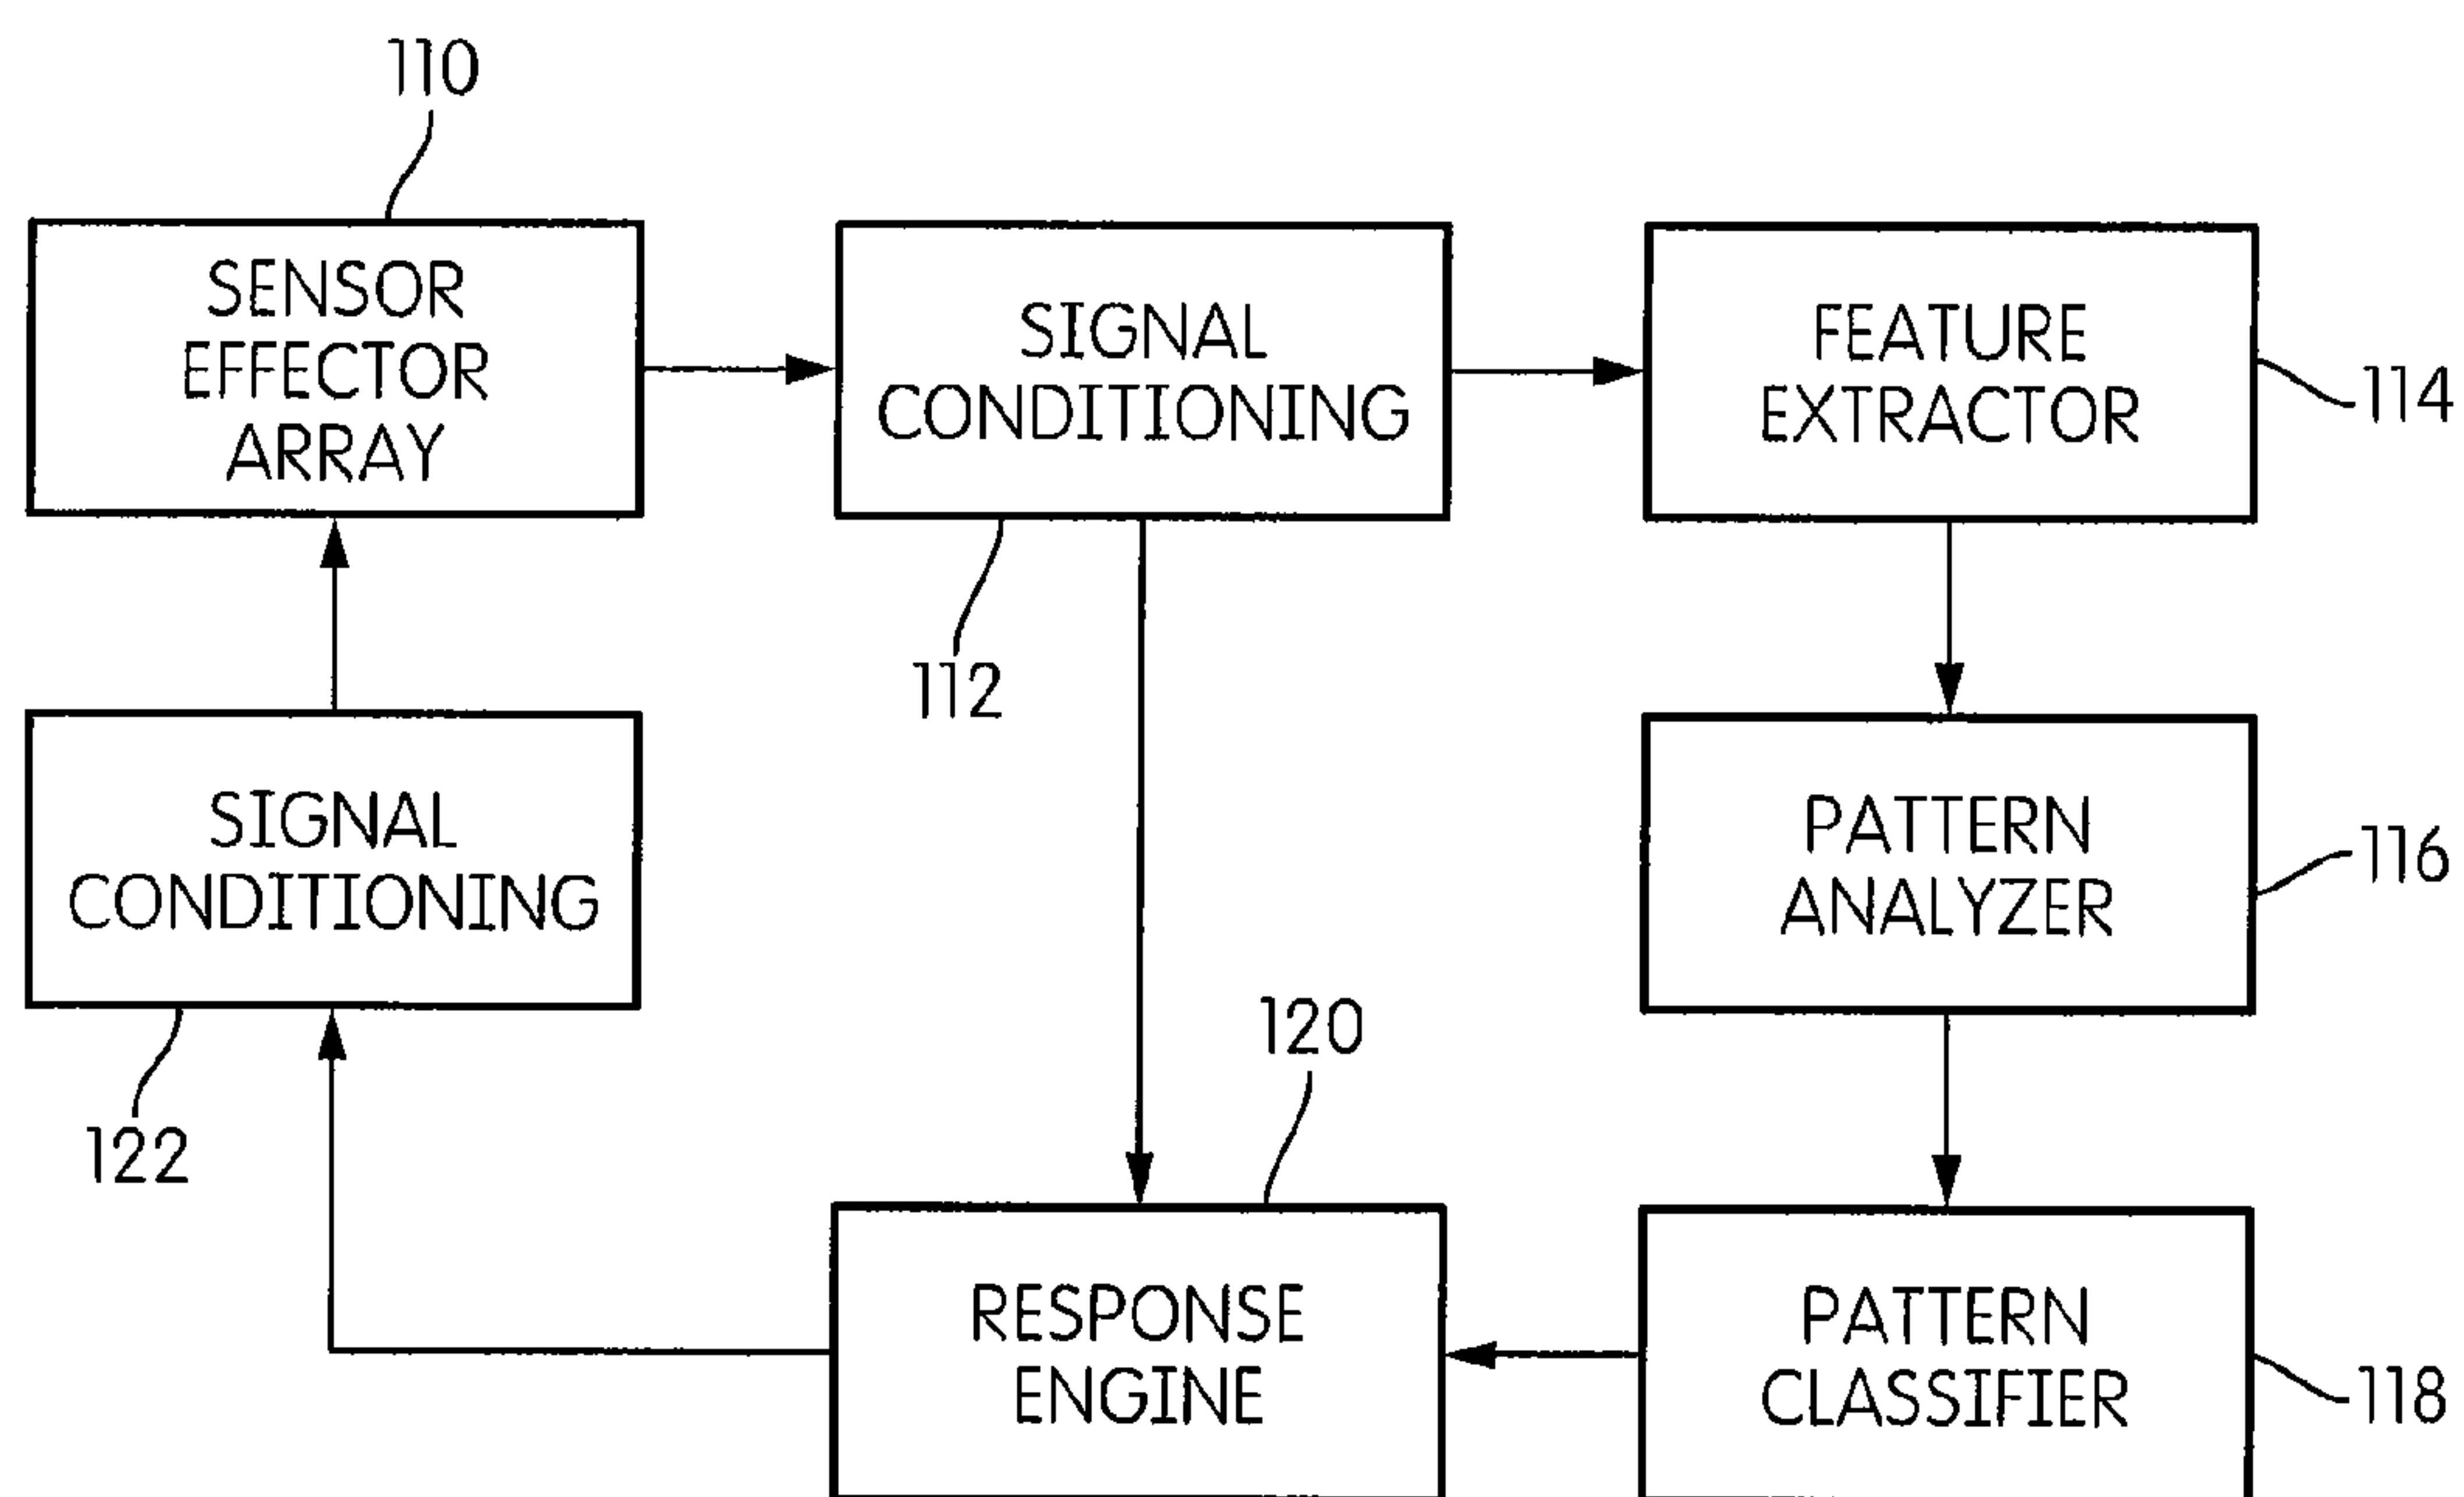 110
SENSOR
EFFECTOR
ARRAY
SIGNAL
CONDITIONING
FEATURE
EXTRACTOR
114
112
SIGNAL
CONDITIONING
PATTERN
ANALYZER
116
122
120
RESPONSE
ENGINE
PATTERN
CLASSIFIER
118